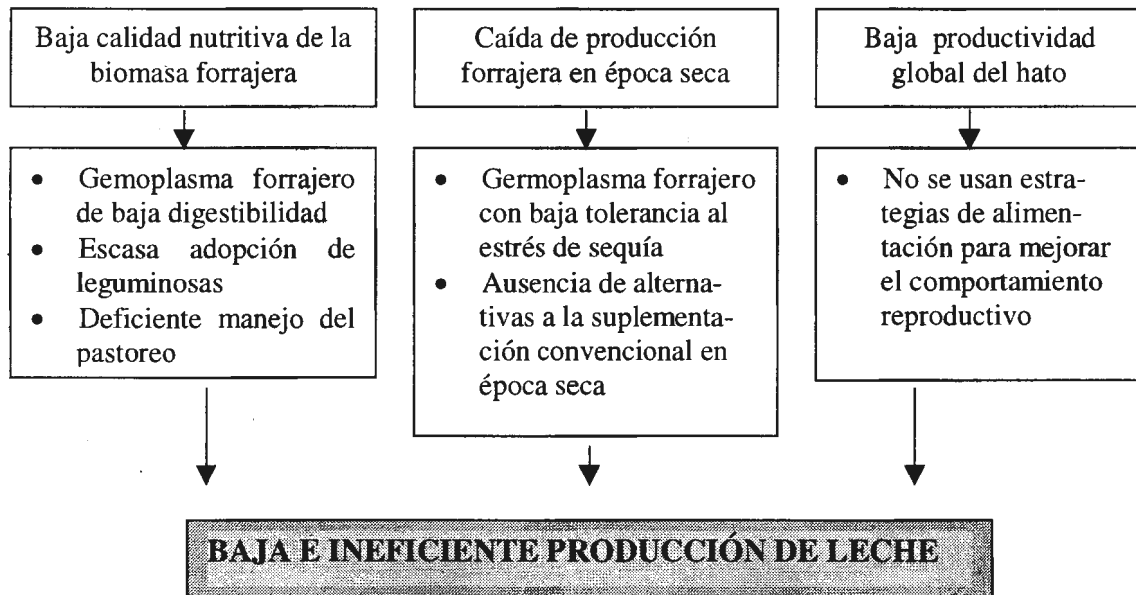 Baja calidad nutritiva de la
biomasa forrajera
Caída de producción
forrajera en época seca
Baja productividad
global del hato
• Gemoplasma forrajero
de baja digestibilidad
• Escasa adopción de
leguminosas
• Deficiente manejo del
pastoreo
• Germoplasma forrajero
con baja tolerancia al
estrés de sequía
• Ausencia de alterna-
tivas a la suplementa-
ción convencional en
época seca
• No se usan estra-
tegias de alimen-
tación para mejorar
el comportamiento
reproductivo
BAJA E INEFICIENTE PRODUCCIÓN DE LECHE